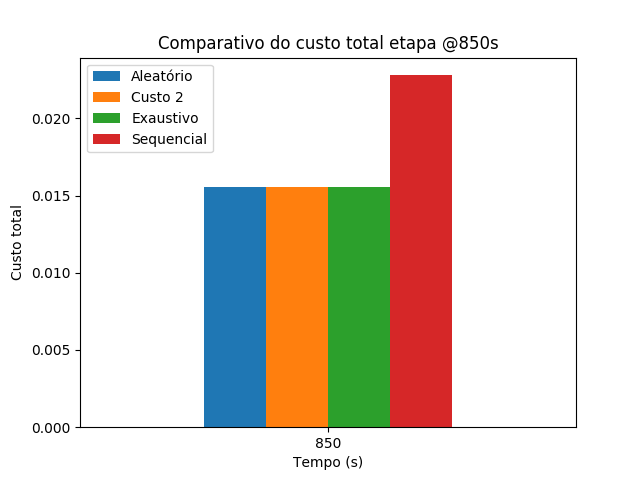 Comparativo do custo total etapa @850s
Aleatório
Custo 2
Exaustivo
Sequencial
Custo total
0.020
0.015
0.010
0.005
0.000
850
Tempo (s)